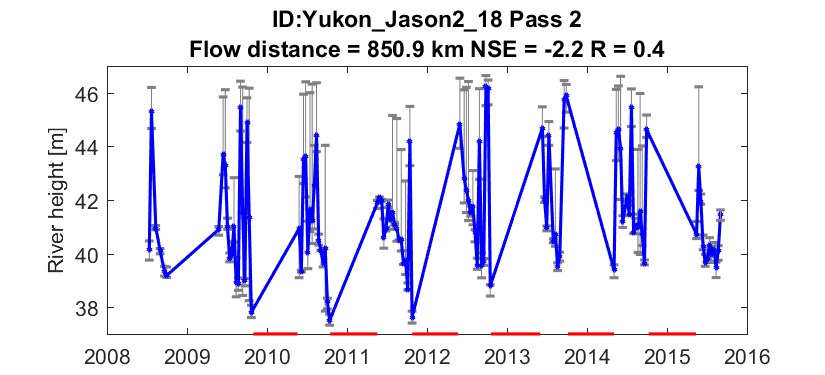 ID:Yukon_Jason2_18 Pass 2
Flow distance = 850.9 km NSE = -2.2 R = 0.4
River height [m]
46
44
42
40
38
2008 2009 2010 2011 2012 2013 2014 2015 2016